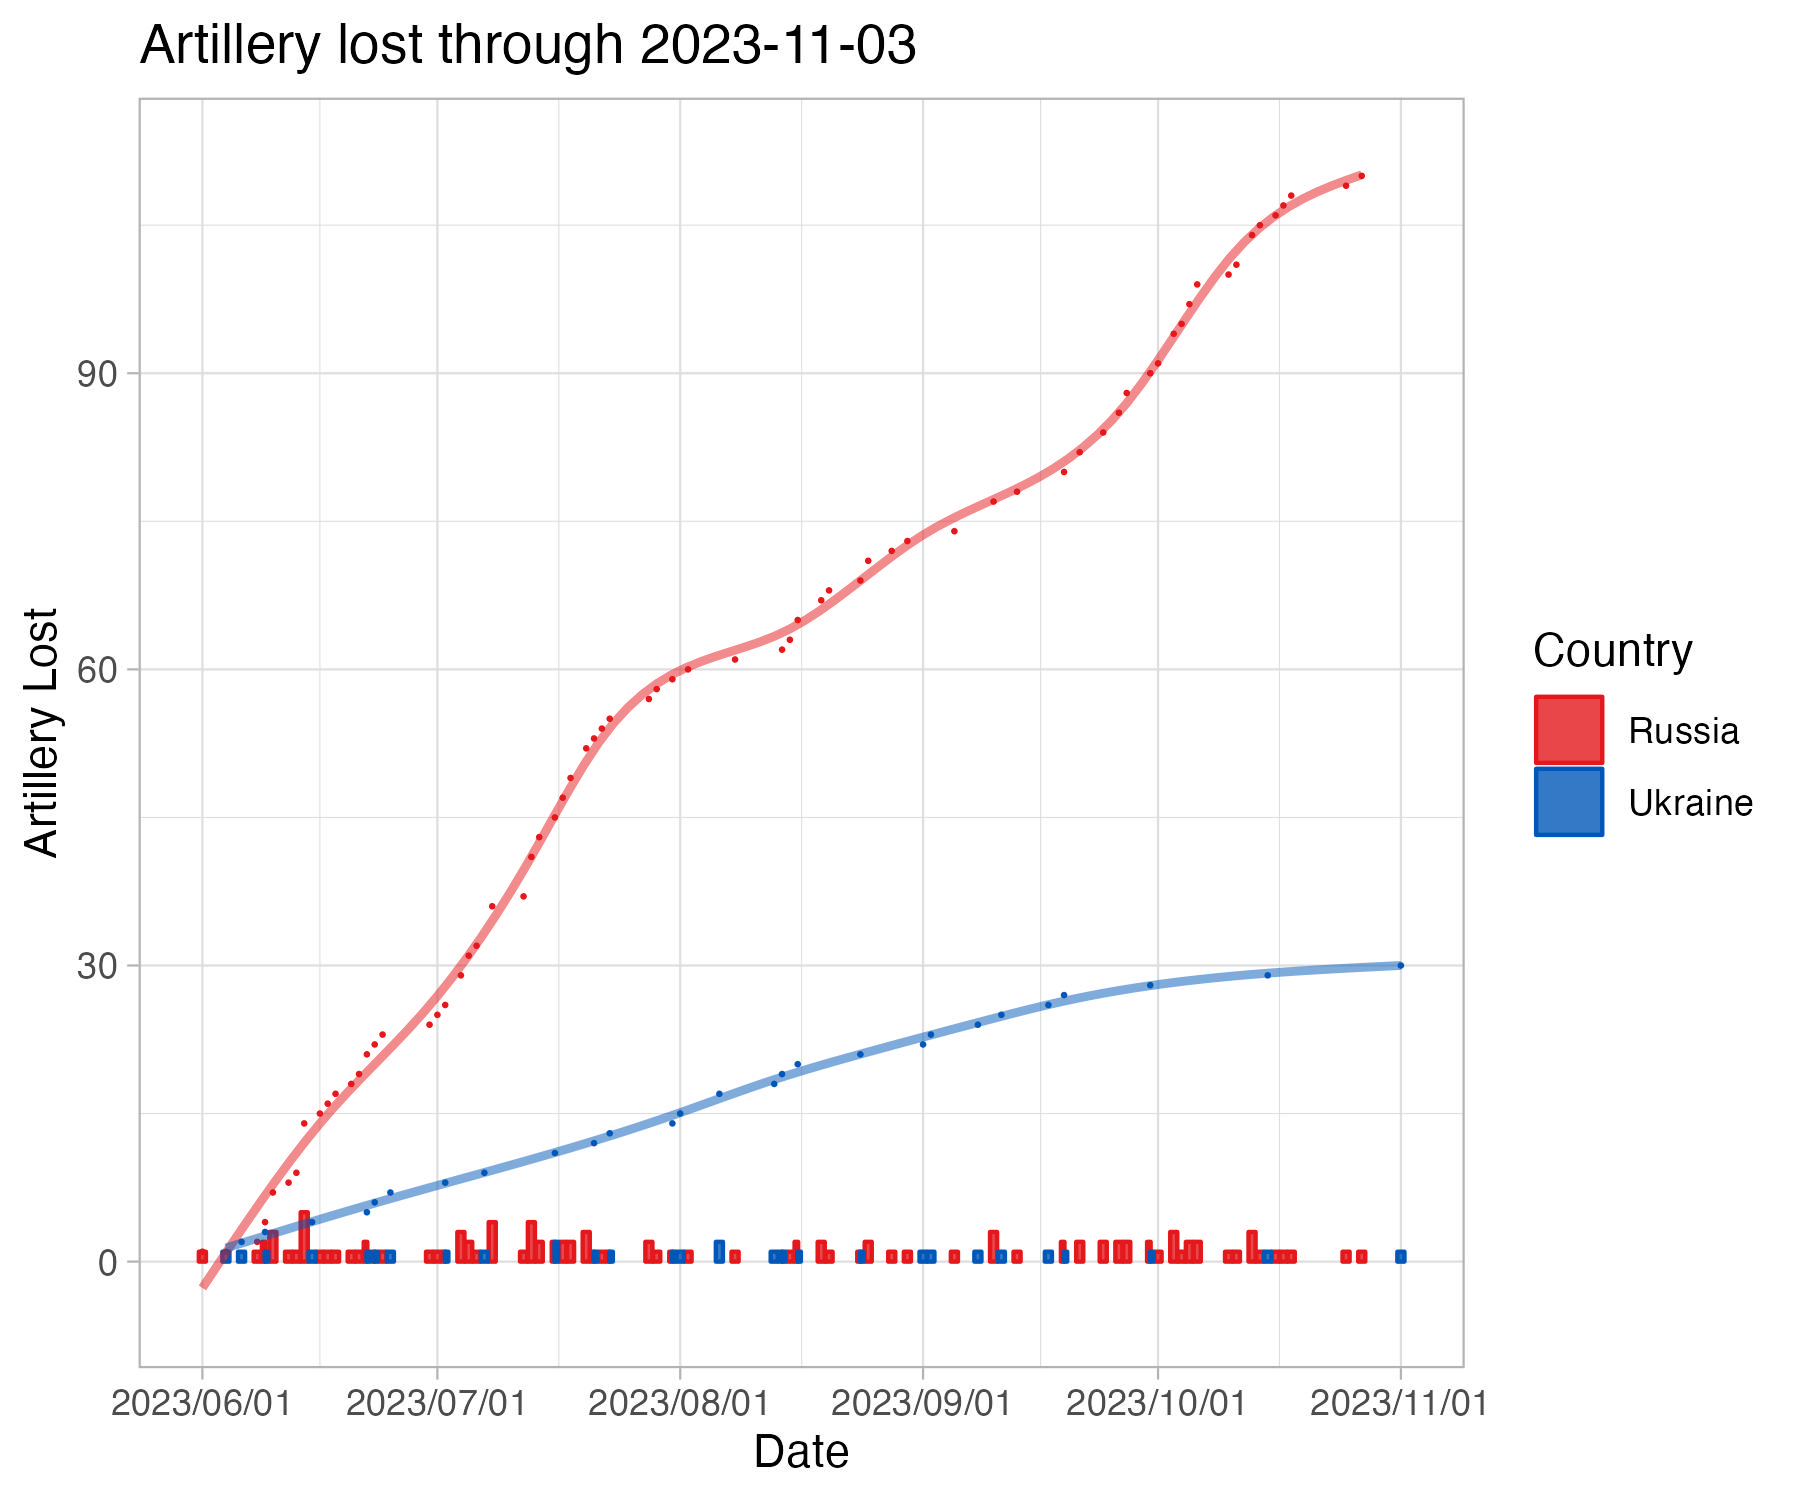 Artillery lost through 2023-11-03
Artillery Lost
90
60
30
0
2023/06/01 2023/07/01 2023/08/01 2023/09/01 2023/10/01 2023/11/01
Date
Country
Russia
Ukraine